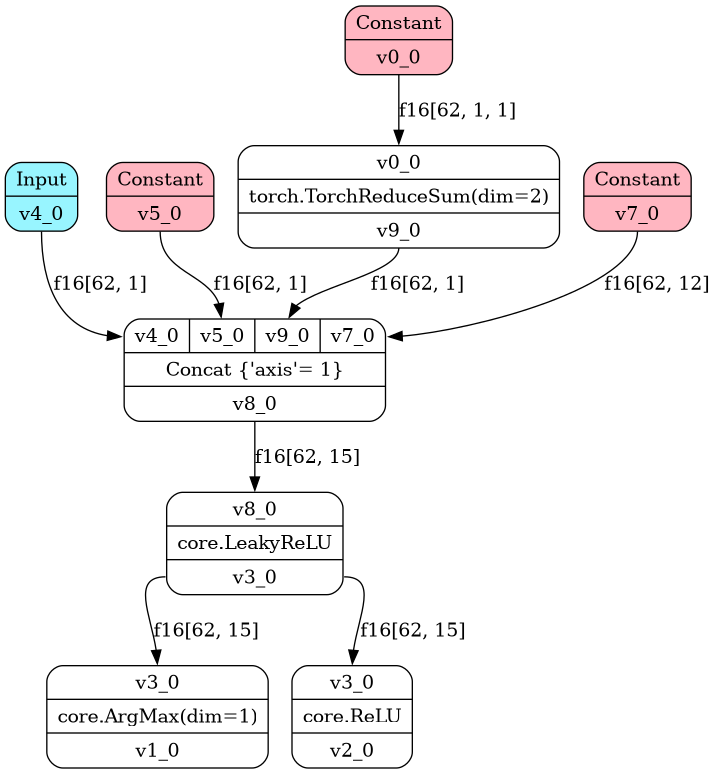 Constant
v0_0
f16[62, 1, 1]
Input
v4_0
Constant
v5_0
v0_0
torch.TorchReduceSum(dim=2)
v9_0
Constant
v7_0
f16[62, 1]
f16[62, 1]
f16[62, 1]
f16[62, 12]
v4_0 v5_0 v9_0 v7_0
Concat {'axis'= 1}
v8_0
f16[62, 15]
v8_0
core.LeakyReLU
v3_0
f16[62, 15]
f16[62, 15]
v3_0
core.ArgMax(dim=1)
v1_0
v3_0
core.ReLU
v2_0